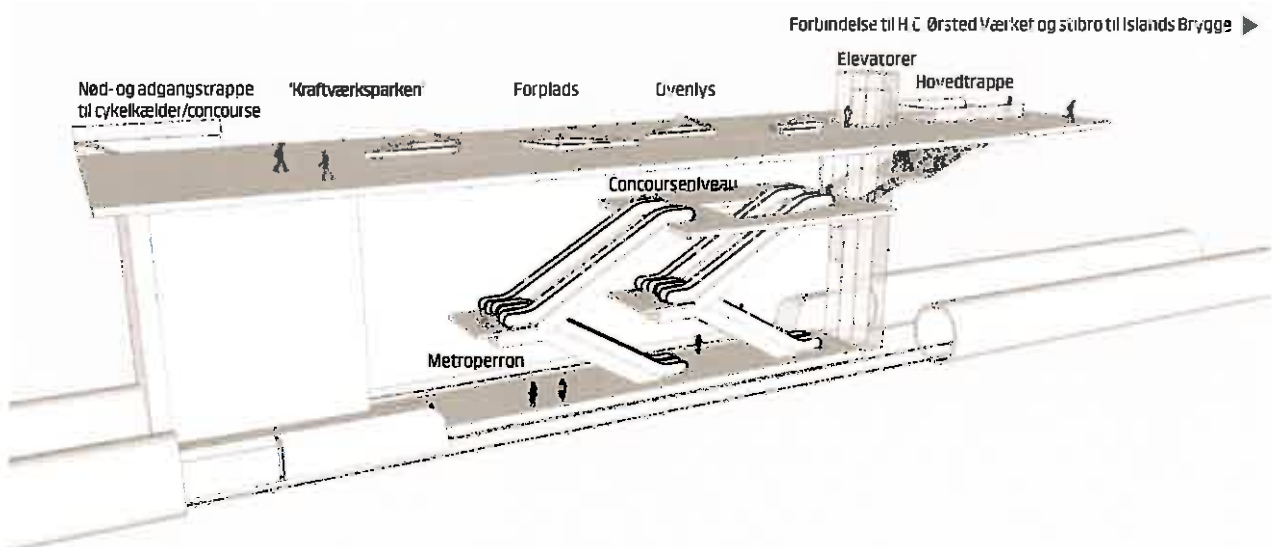 Forbindelse til H.C. Ørsted Værket og stibro til Islands Brygge
Elevatorer
Hovedtrappe
Nød- og adgangstrappe
til cykelkælder/concourse
'Kraftværksparken'
Forplads
Ovenlys
Concourseniveau
Metroperron